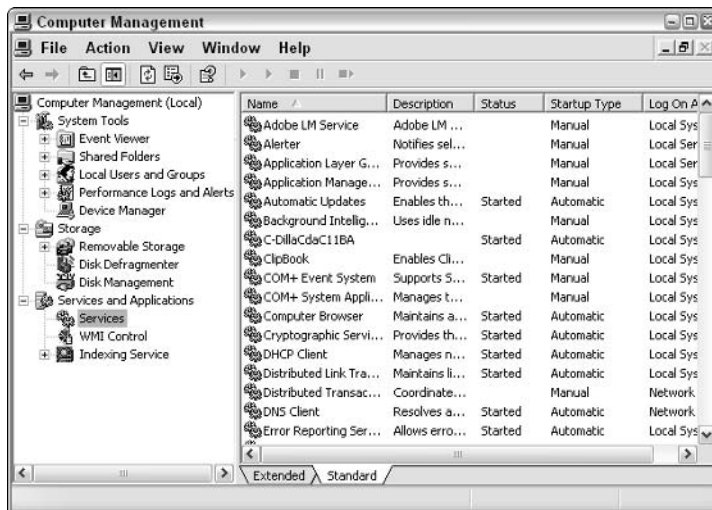 Computer Management
File Action View Window Help
Computer Management (Local)
System Tools
Event Viewer
Shared Folders
Local Users and Groups
Performance Logs and Alerts
Device Manager
Storage
Removable Storage
Disk Defragmenter
Disk Management
Services and Applications
Services
WMI Control
Indexing Service
Name Description Status Startup Type Log On A
Adobe LM Service Adobe LM ... Manual Local Sys
Alerter Notifies sel... Manual Local Ser
Application Layer G... Provides s... Manual Local Ser
Application Manage... Provides s... Manual Local Sys
Automatic Updates Enables th... Started Automatic Local Sys
Background Intellig... Uses idle n... Manual Local Sys
C-DillaCdaC11BA Started Automatic Local Sys
ClipBook Enables Cli... Manual Local Sys
COM+ Event System Supports S... Started Manual Local Sys
COM+ System Appli... Manages t... Manual Local Sys
Computer Browser Maintains a... Started Automatic Local Sys
Cryptographic Servi... Provides th... Started Automatic Local Sys
DHCP Client Manages n... Started Automatic Local Sys
Distributed Link Tra... Maintains li... Started Automatic Local Sys
Distributed Transac... Coordinate... Manual Network
DNS Client Resolves a... Started Automatic Network
Error Reporting Ser... Allows erro... Started Automatic Local Sys
Extended Standard